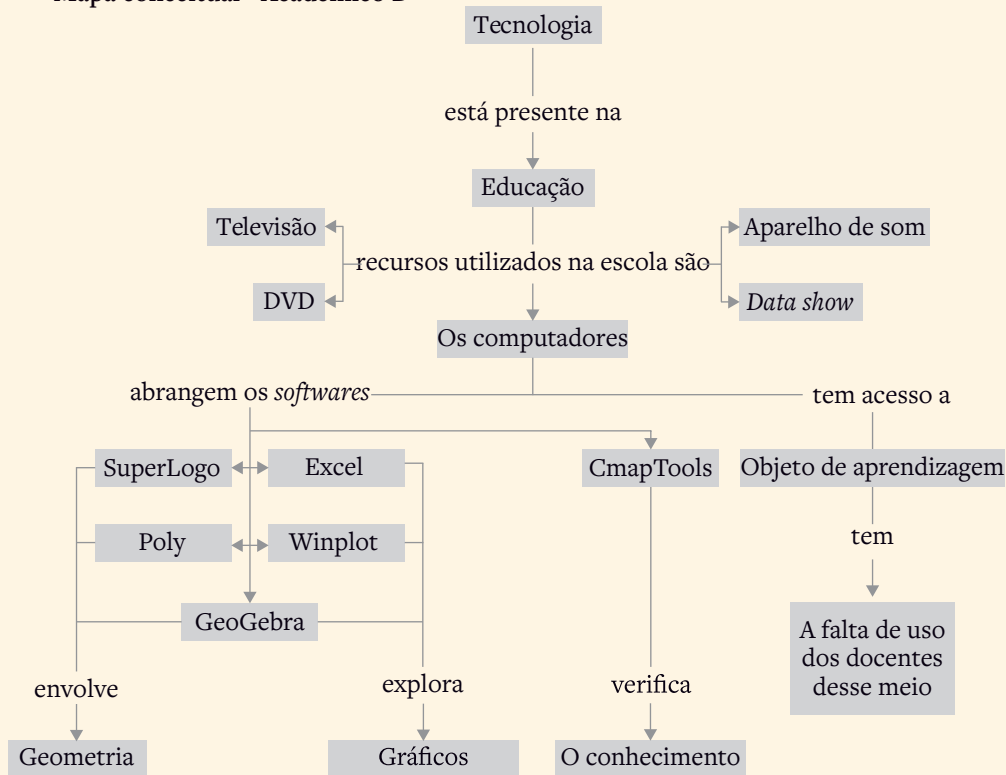 Mapa conceitual - Acadêmico D
Tecnologia
está presente na
Educação
Televisão
Aparelho de som
recursos utilizados na escola são
DVD
Data show
Os computadores
abrangem os softwares
tem acesso a
SuperLogo
Excel
CmapTools
Objeto de aprendizagem
Poly
Winplot
tem
GeoGebra
A falta de uso
dos docentes
desse meio
envolve
explora
verifica
Geometria
Gráficos
O conhecimento